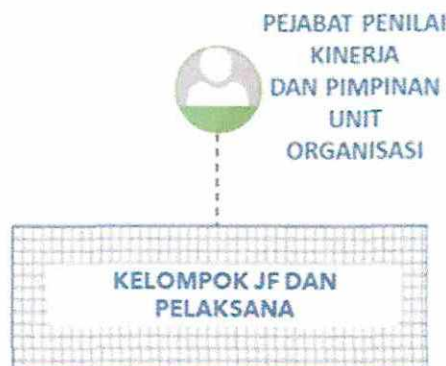 PEJABAT PENILAI
KINERJA
DAN PIMPINAN
UNIT
ORGANISASI
KELOMPOK JF DAN
PELAKSANA